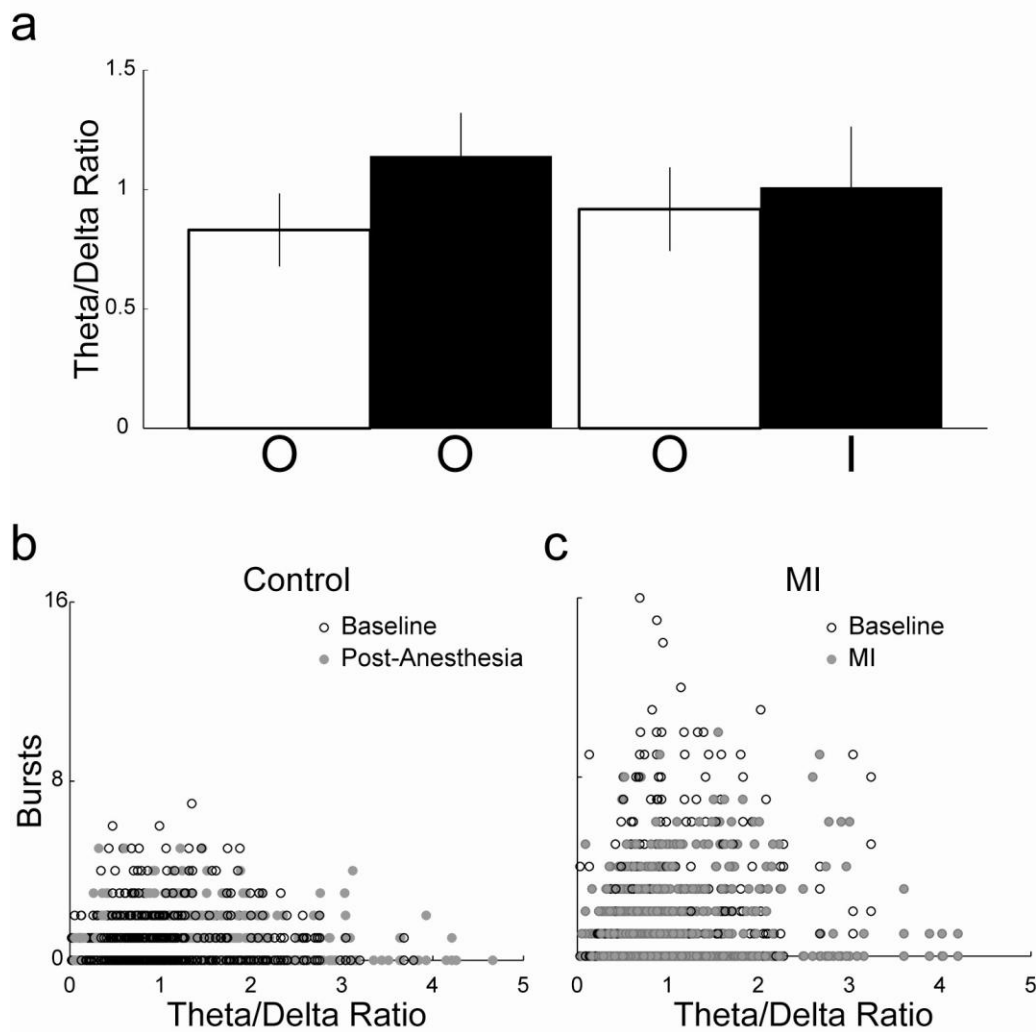 a
1.5
1
0.5
0
Theta/Delta Ratio
O O O I
b
Control
16
8
0
Bursts
Baseline
Post-Anesthesia
0 1 2 3 4 5
Theta/Delta Ratio
c
MI
Baseline
MI
0 1 2 3 4 5
Theta/Delta Ratio